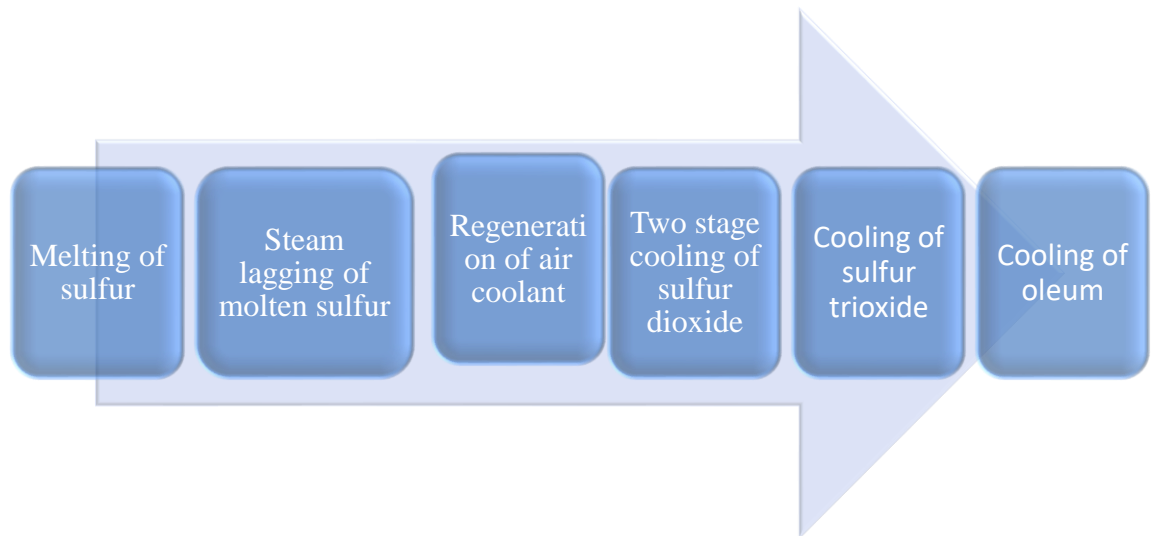 Melting of
sulfur
Steam
lagging of
molten sulfur
Regenerati
on of air
coolant
Two stage
cooling of
sulfur
dioxide
Cooling of
sulfur
trioxide
Cooling of
oleum